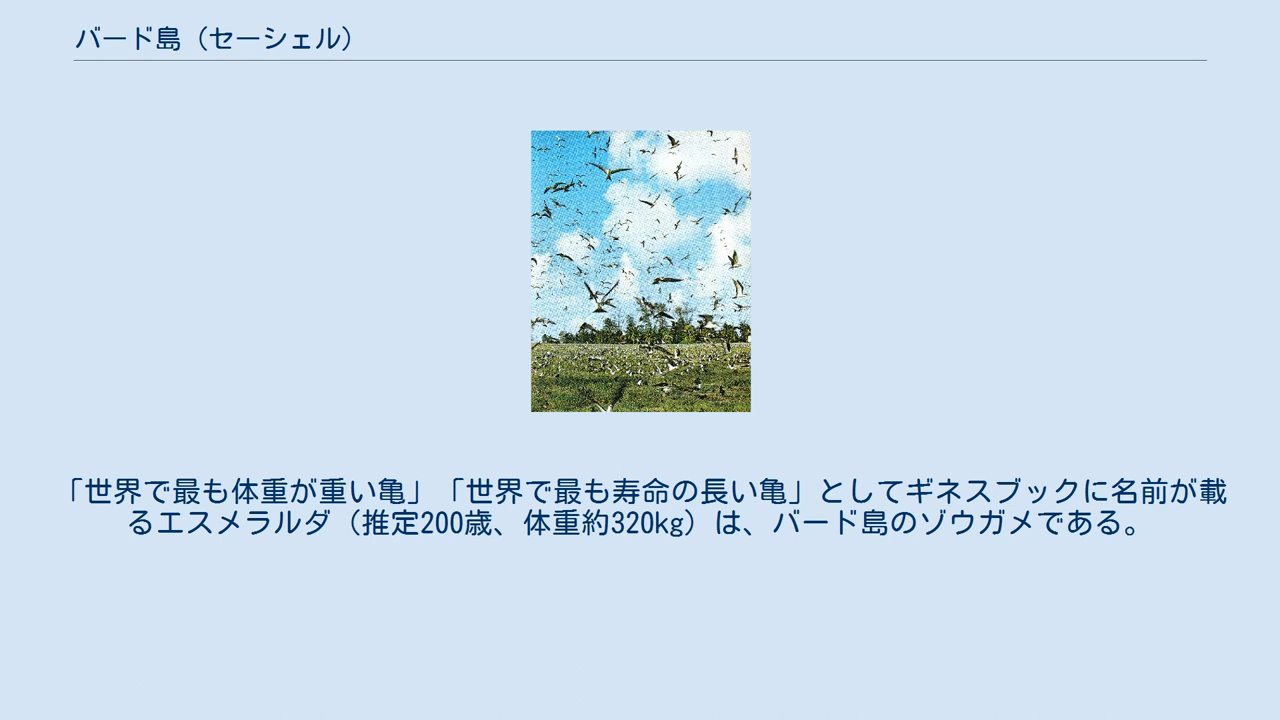 バード島（セーシェル）
「世界で最も体重が重い亀」「世界で最も寿命の長い亀」としてギネスブックに名前が載
るエスメラルダ（推定200歳、体重約320kg）は、バード島のゾウガメである。